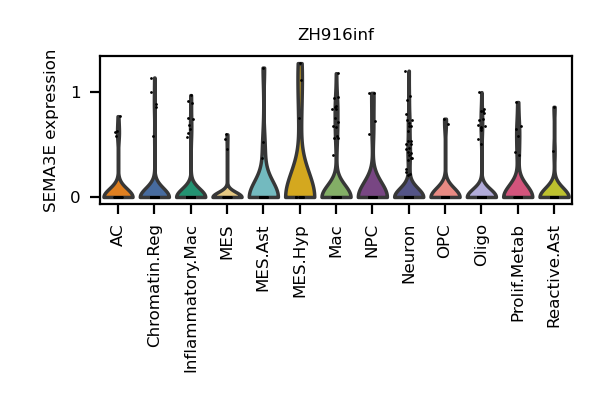 ZH916inf
SEMA3E expression
1
0
AC
Chromatin.Reg
Inflammatory.Mac
MES
MES.Ast
MES.Hyp
Mac
NPC
Neuron
OPC
Oligo
Prolif.Metab
Reactive.Ast